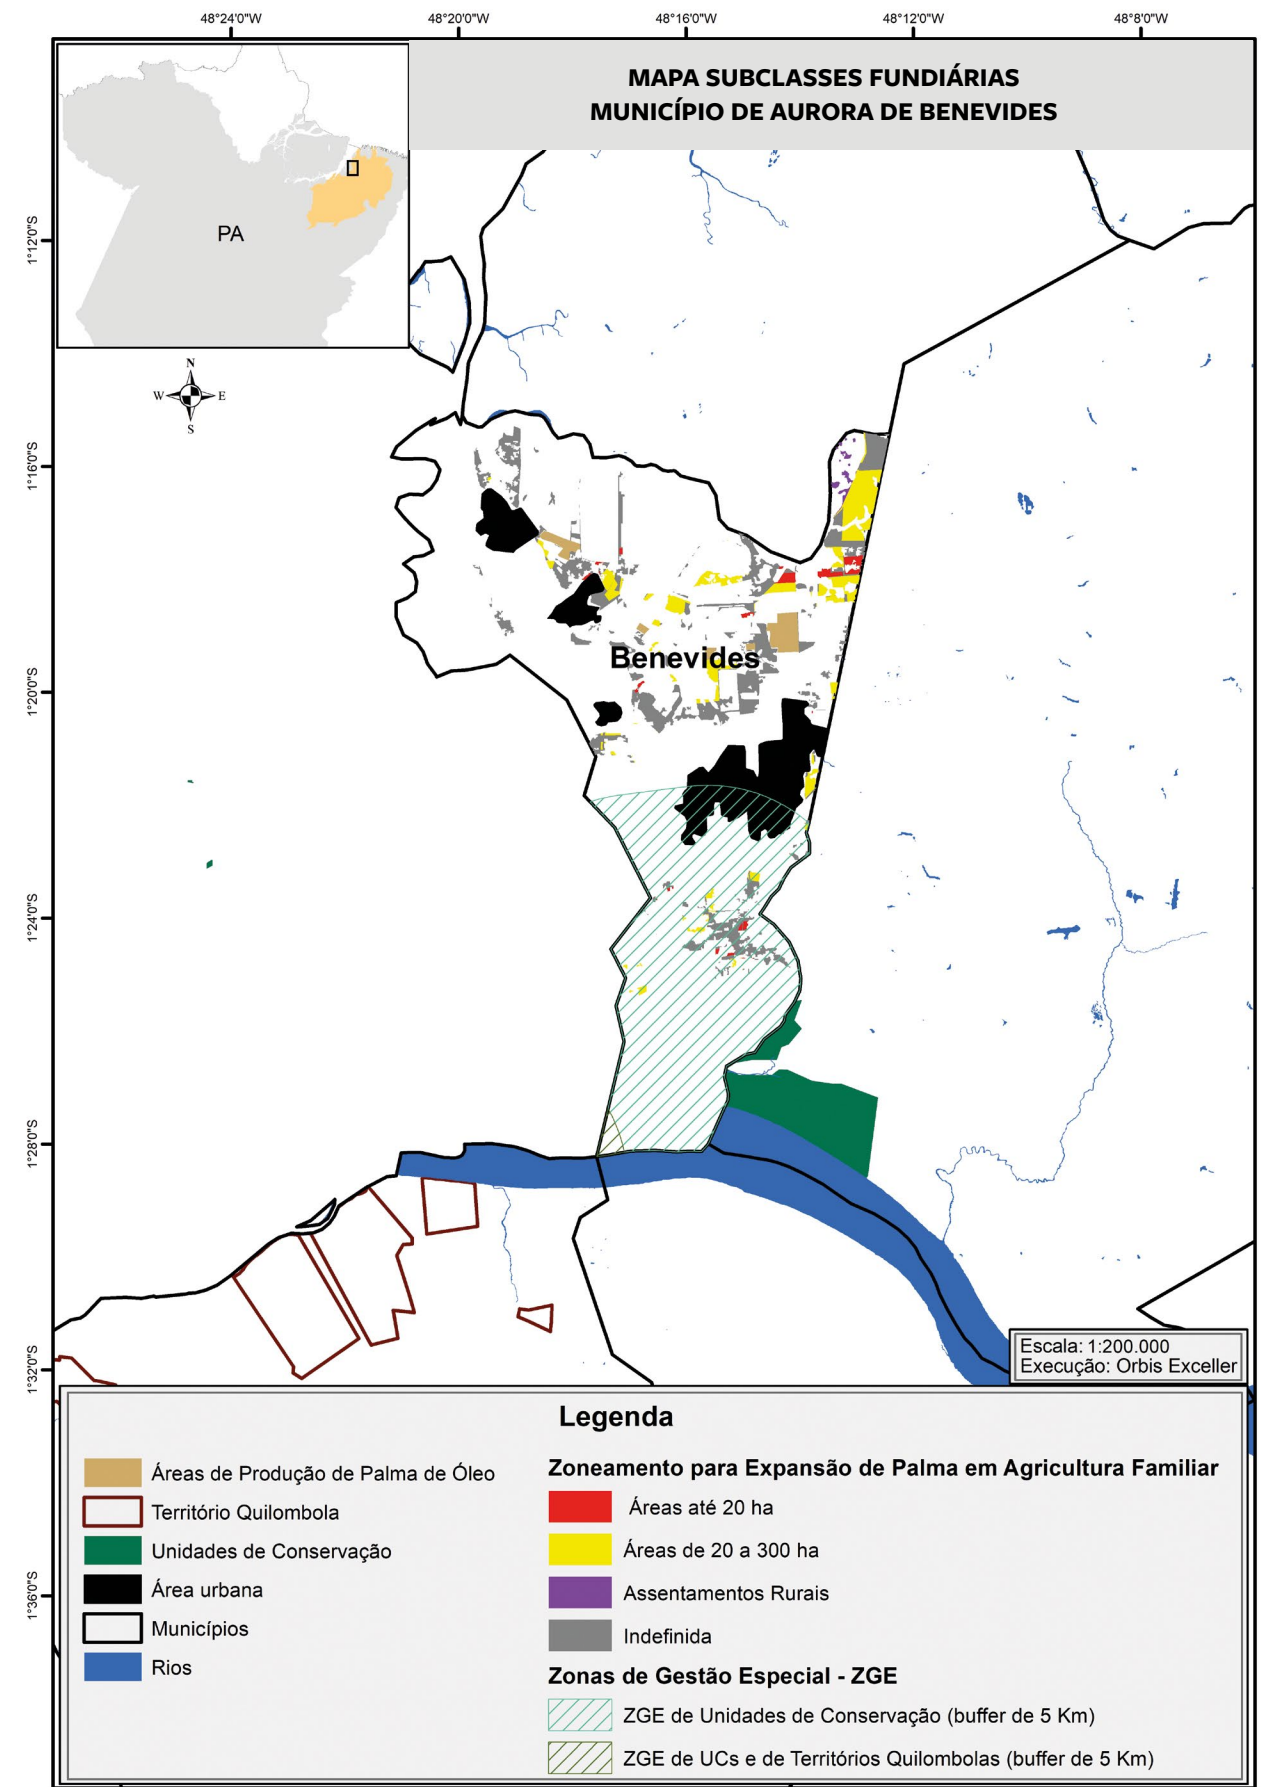 48°24'0"W
48°20'0"W
48°16'0"W
48°12'0"W
48°8'0"W
MAPA SUBCLASSES FUNDIÁRIAS
MUNICÍPIO DE AURORA DE BENEVIDES
PA
1°12'0"S
N
W
E
S
1°16'0"S
Benevides
1°20'0"S
1°24'0"S
1°28'0"S
1°32'0"S
1°36'0"S
Escala: 1:200.000
Execução: Orbis Exceller
Legenda
Áreas de Produção de Palma de Óleo
Território Quilombola
Unidades de Conservação
Área urbana
Municípios
Rios
Zoneamento para Expansão de Palma em Agricultura Familiar
Áreas até 20 ha
Áreas de 20 a 300 ha
Assentamentos Rurais
Indefinida
Zonas de Gestão Especial - ZGE
ZGE de Unidades de Conservação (buffer de 5 Km)
ZGE de UCs e de Territórios Quilombolas (buffer de 5 Km)